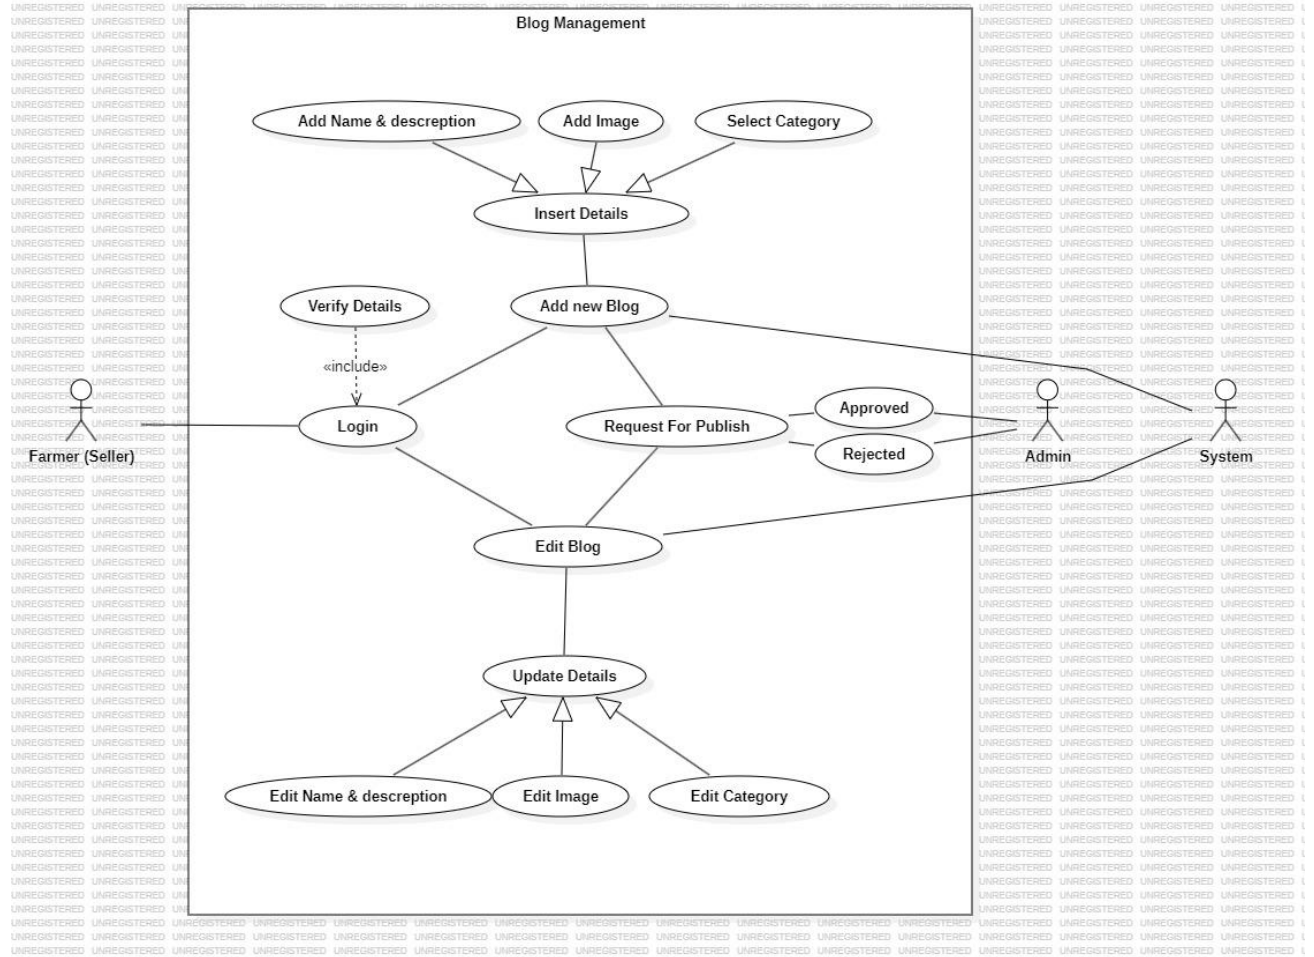 Blog Management
Add Name & descreption
Add Image
Select Category
Insert Details
Verify Details
Add new Blog
«include»
Login
Request For Publish
Approved
Rejected
Farmer (Seller)
Admin
System
Edit Blog
Update Details
Edit Name & descreption
Edit Image
Edit Category
UNREGISTERED